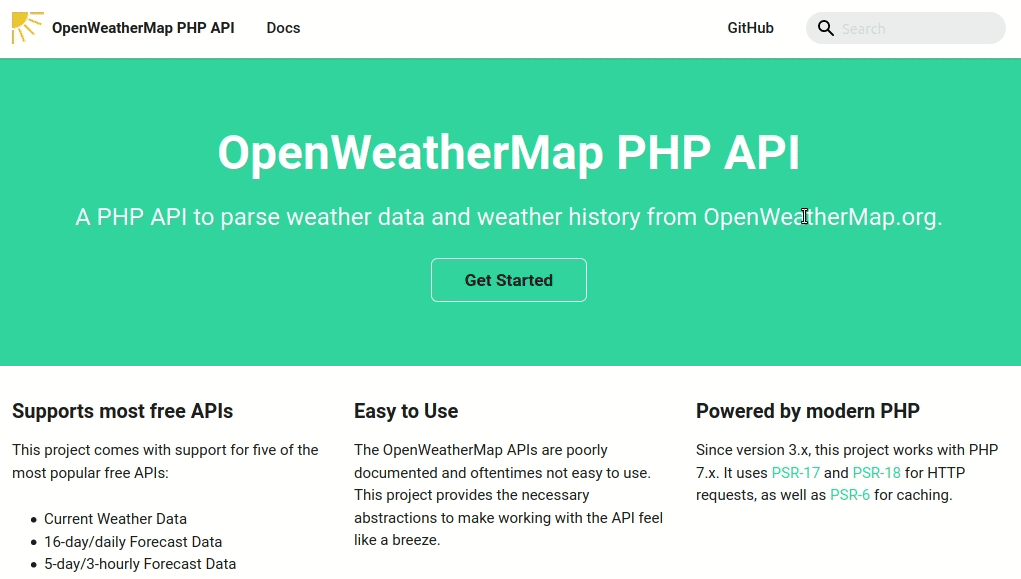 OpenWeatherMap PHP API
Docs
GitHub
Search
OpenWeatherMap PHP API
A PHP API to parse weather data and weather history from OpenWeatherMap.org.
Get Started
Supports most free APIs
This project comes with support for five of the
most popular free APIs:
Current Weather Data
16-day/daily Forecast Data
5-day/3-hourly Forecast Data
Easy to Use
The OpenWeatherMap APIs are poorly
documented and oftentimes not easy to use.
This project provides the necessary
abstractions to make working with the API feel
like a breeze.
Powered by modern PHP
Since version 3.x, this project works with PHP
7.x. It uses PSR-17 and PSR-18 for HTTP
requests, as well as PSR-6 for caching.